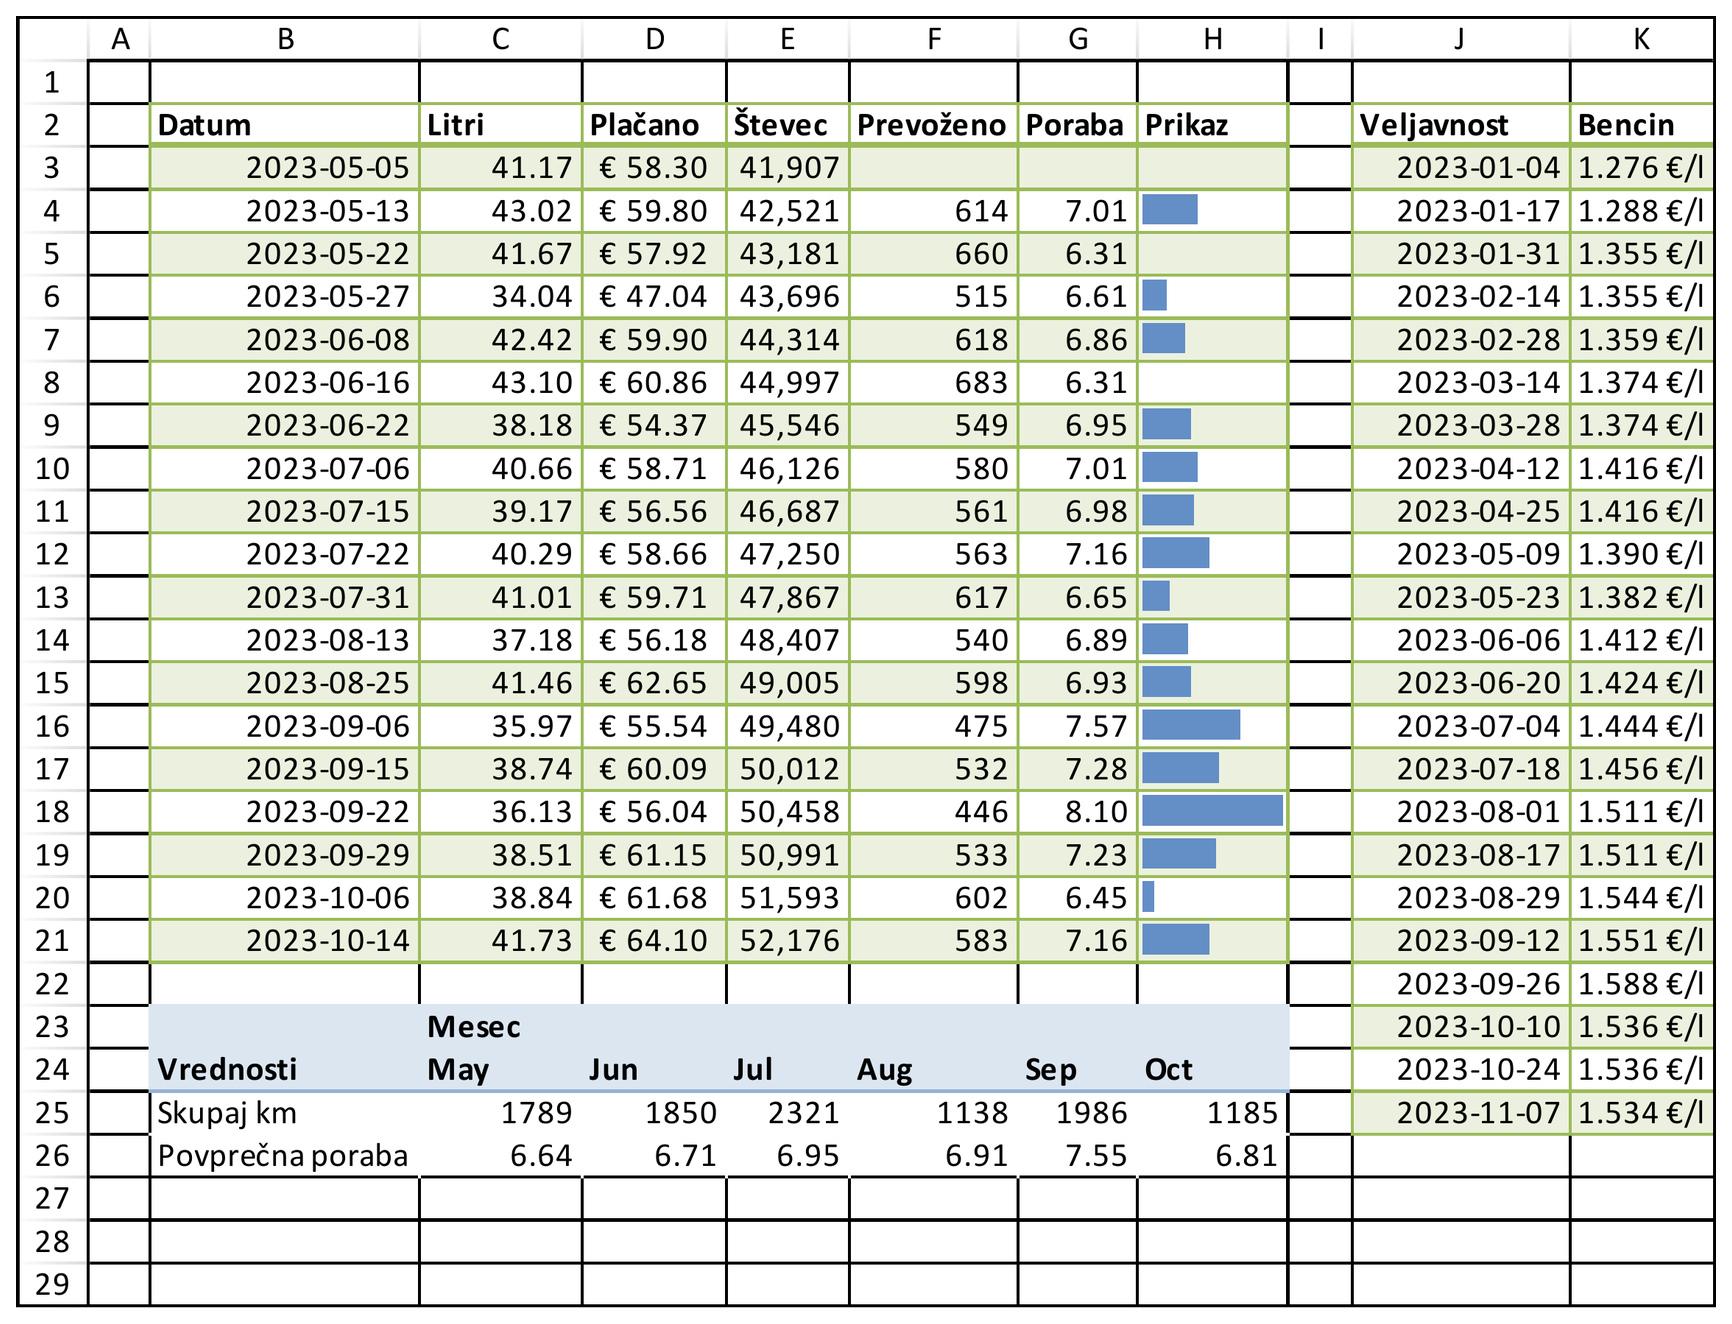 A B C D E F G H I J K
1
2 Datum Litri Plačano Števec Prevoženo Poraba Prikaz Veljavnost Bencin
3 2023-05-05 41.17 € 58.30 41,907 2023-01-04 1.276 €/l
4 2023-05-13 43.02 € 59.80 42,521 614 7.01 2023-01-17 1.288 €/l
5 2023-05-22 41.67 € 57.92 43,181 660 6.31 2023-01-31 1.355 €/l
6 2023-05-27 34.04 € 47.04 43,696 515 6.61 2023-02-14 1.355 €/l
7 2023-06-08 42.42 € 59.90 44,314 618 6.86 2023-02-28 1.359 €/l
8 2023-06-16 43.10 € 60.86 44,997 683 6.31 2023-03-14 1.374 €/l
9 2023-06-22 38.18 € 54.37 45,546 549 6.95 2023-03-28 1.374 €/l
10 2023-07-06 40.66 € 58.71 46,126 580 7.01 2023-04-12 1.416 €/l
11 2023-07-15 39.17 € 56.56 46,687 561 6.98 2023-04-25 1.416 €/l
12 2023-07-22 40.29 € 58.66 47,250 563 7.16 2023-05-09 1.390 €/l
13 2023-07-31 41.01 € 59.71 47,867 617 6.65 2023-05-23 1.382 €/l
14 2023-08-13 37.18 € 56.18 48,407 540 6.89 2023-06-06 1.412 €/l
15 2023-08-25 41.46 € 62.65 49,005 598 6.93 2023-06-20 1.424 €/l
16 2023-09-06 35.97 € 55.54 49,480 475 7.57 2023-07-04 1.444 €/l
17 2023-09-15 38.74 € 60.09 50,012 532 7.28 2023-07-18 1.456 €/l
18 2023-09-22 36.13 € 56.04 50,458 446 8.10 2023-08-01 1.511 €/l
19 2023-09-29 38.51 € 61.15 50,991 533 7.23 2023-08-17 1.511 €/l
20 2023-10-06 38.84 € 61.68 51,593 602 6.45 2023-08-29 1.544 €/l
21 2023-10-14 41.73 € 64.10 52,176 583 7.16 2023-09-12 1.551 €/l
22 2023-09-26 1.588 €/l
23 Mesec 2023-10-10 1.536 €/l
24 Vrednosti May Jun Jul Aug Sep Oct 2023-10-24 1.536 €/l
25 Skupaj km 1789 1850 2321 1138 1986 1185 2023-11-07 1.534 €/l
26 Povprečna poraba 6.64 6.71 6.95 6.91 7.55 6.81
27
28
29